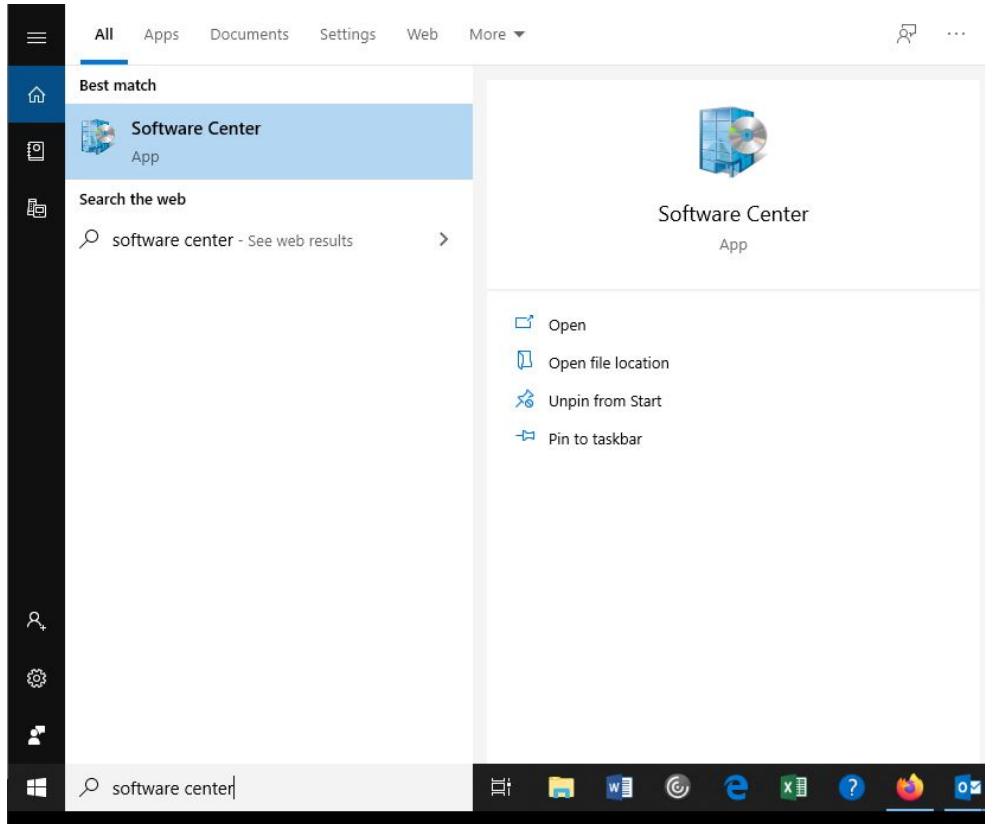 All Apps Documents Settings Web More
Best match
Software Center
App
Search the web
software center - See web results
Software Center
App
Open
Open file location
Unpin from Start
Pin to taskbar
software center